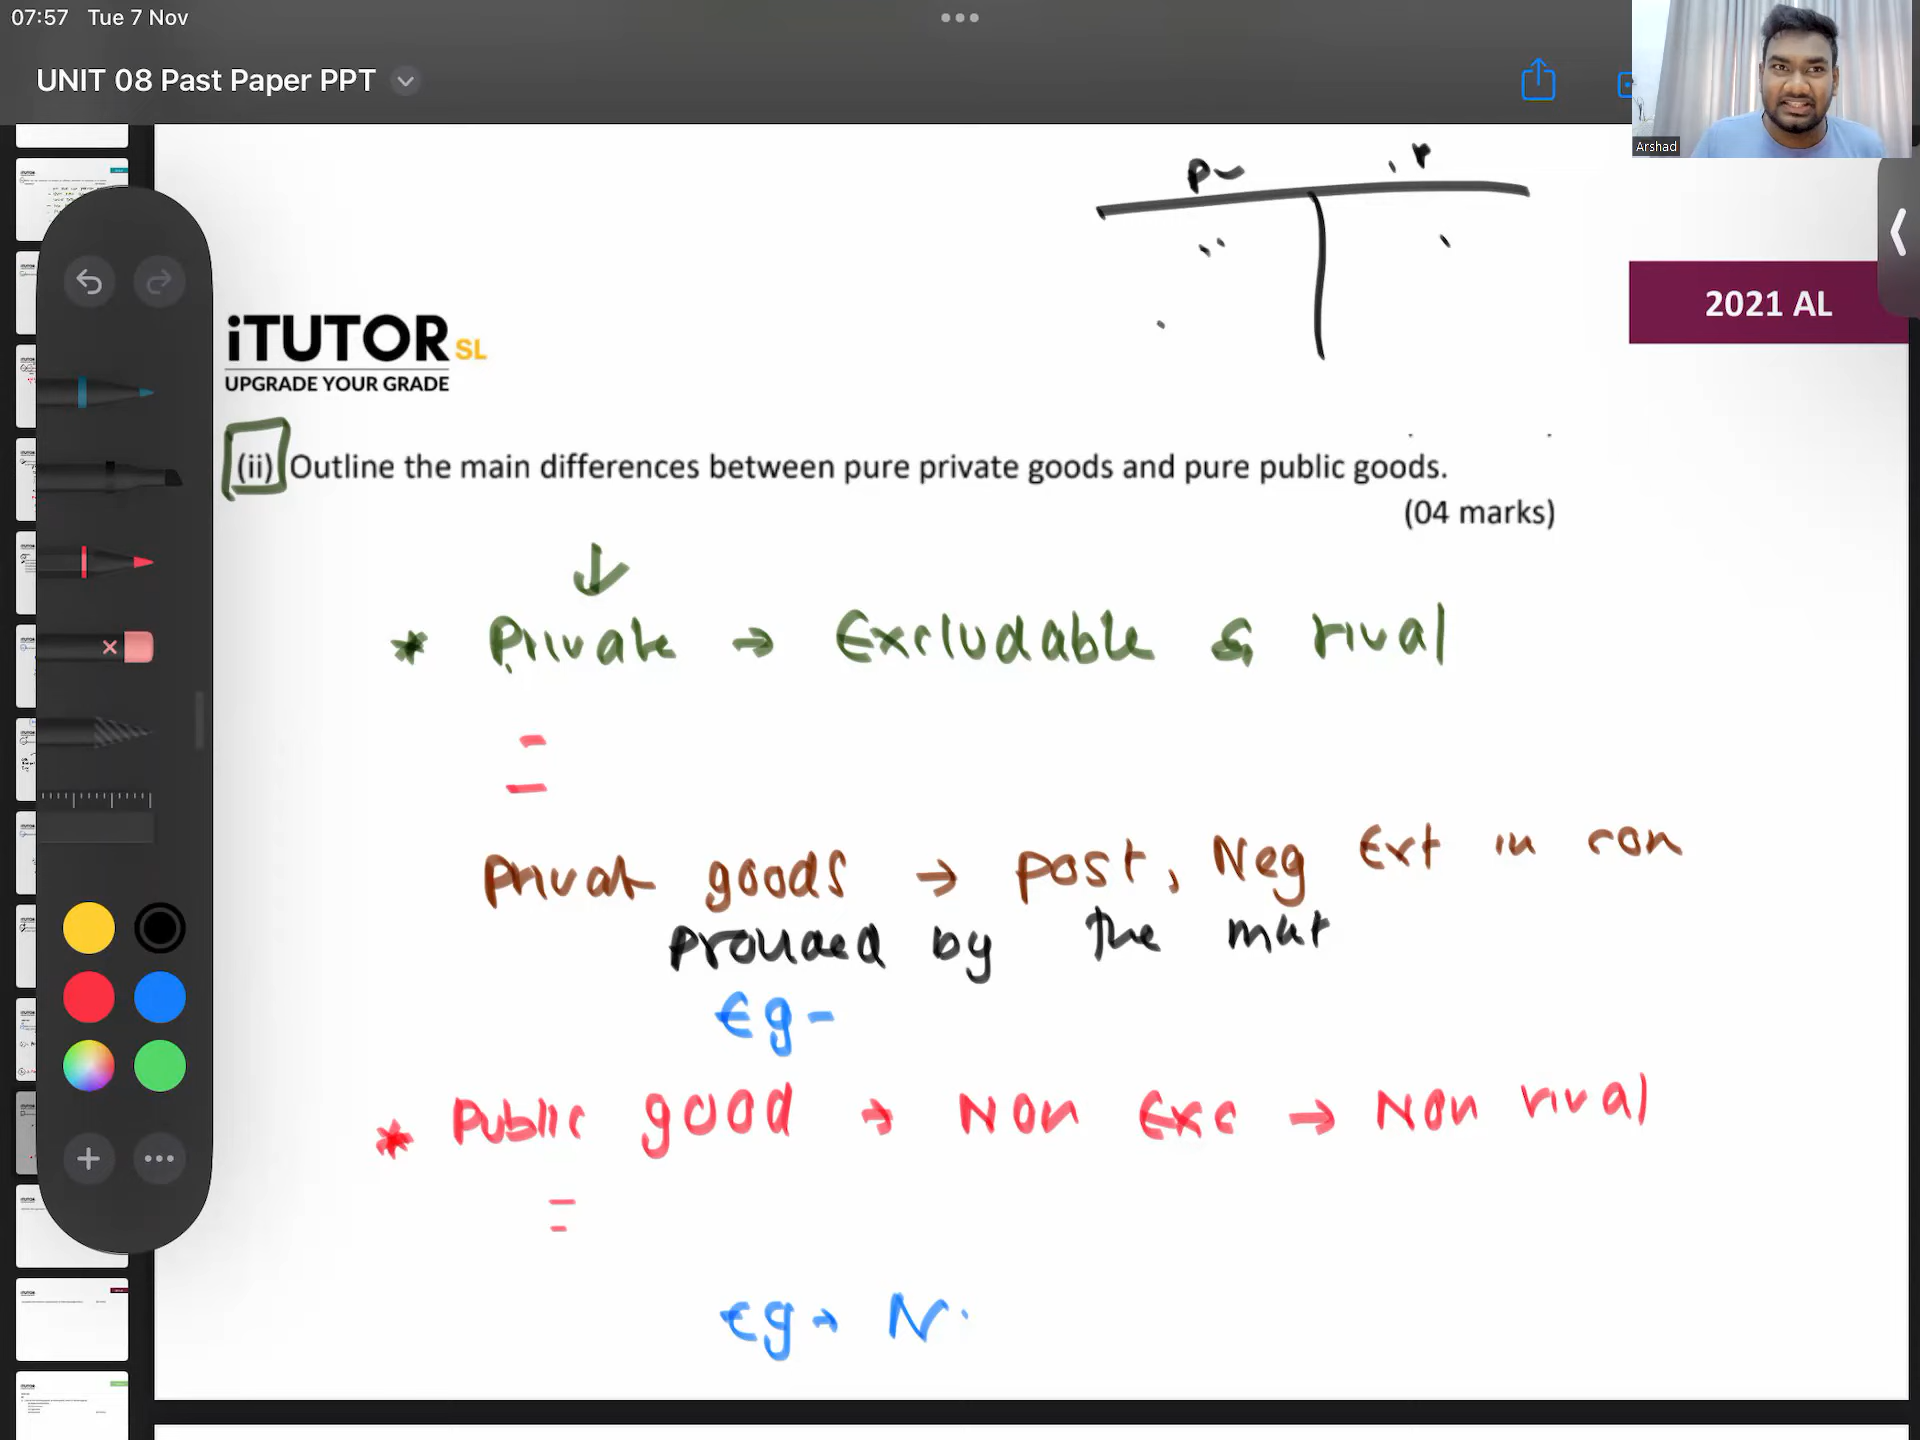 07:57 Tue 7 Nov
UNIT 08 Past Paper PPT
Arshad
2021 AL
iTUTOR SL
UPGRADE YOUR GRADE
(ii) Outline the main differences between pure private goods and pure public goods.
(04 marks)
* Private → Excludable & rival
Private goods → Post, Neg Ext in con
provided by the mkt
Eg -
* Public good → Non Exc → Non rival
Eg → N